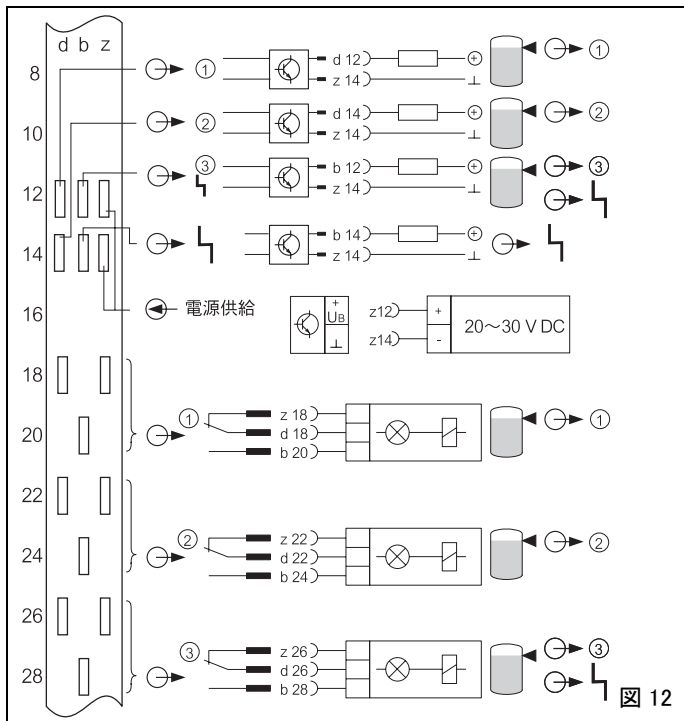 d b z
8
10
12
14
16
18
20
22
24
26
28
① d 12 + ①
z 14 ⊥
② d 14 + ②
z 14 ⊥
③ b 12 + ③
z 14 ⊥
b 14 +
z 14 ⊥
電源供給
+
UB
⊥
z12 +
z14 -
20～30 V DC
① z 18 ①
d 18
b 20
② z 22 ②
d 22
b 24
③ z 26 ③
d 26
b 28
図 12